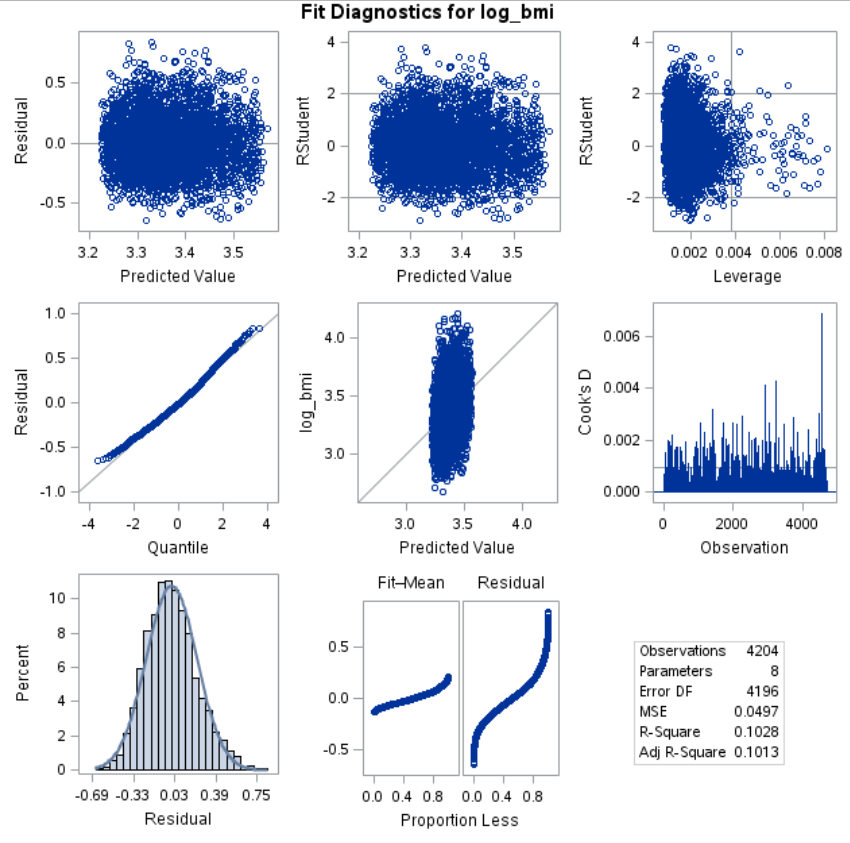 Fit Diagnostics for log_bmi
0.5
0.0
-0.5
Residual
3.2 3.3 3.4 3.5
Predicted Value
4
2
0
-2
RStudent
3.2 3.3 3.4 3.5
Predicted Value
4
2
0
-2
RStudent
0.002 0.004 0.006 0.008
Leverage
1.0
0.5
0.0
-0.5
-1.0
Residual
-4 -2 0 2 4
Quantile
4.0
3.5
3.0
log_bmi
3.0 3.5 4.0
Predicted Value
0.006
0.004
0.002
0.000
Cook's D
0 2000 4000
Observation
10
8
6
4
2
0
Percent
-0.69 -0.33 0.03 0.39 0.75
Residual
Fit–Mean Residual
0.5
0.0
-0.5
0.0 0.4 0.8 0.0 0.4 0.8
Proportion Less
Observations 4204
Parameters 8
Error DF 4196
MSE 0.0497
R-Square 0.1028
Adj R-Square 0.1013